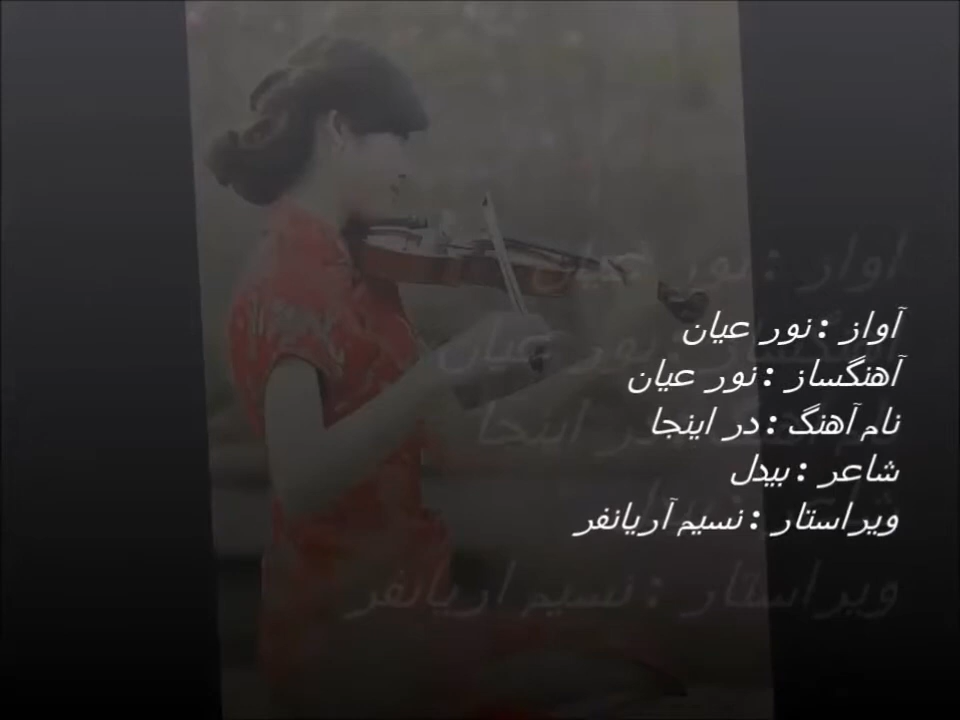 آواز : نور عیان
آهنگساز : نور عیان
نام آهنگ : در اینجا
شاعر : بیدل
ویراستار : نسیم آریانفر